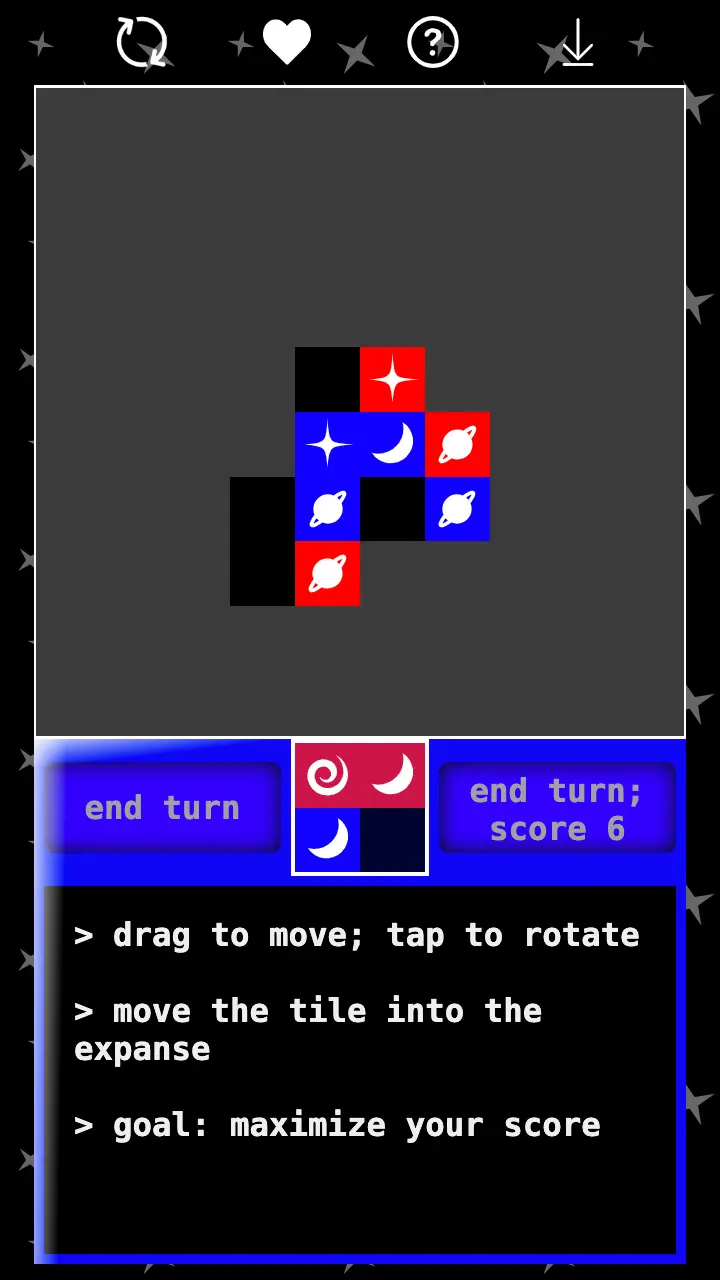 ?
end turn
end turn;
score 6
> drag to move; tap to rotate
> move the tile into the
expanse
> goal: maximize your score